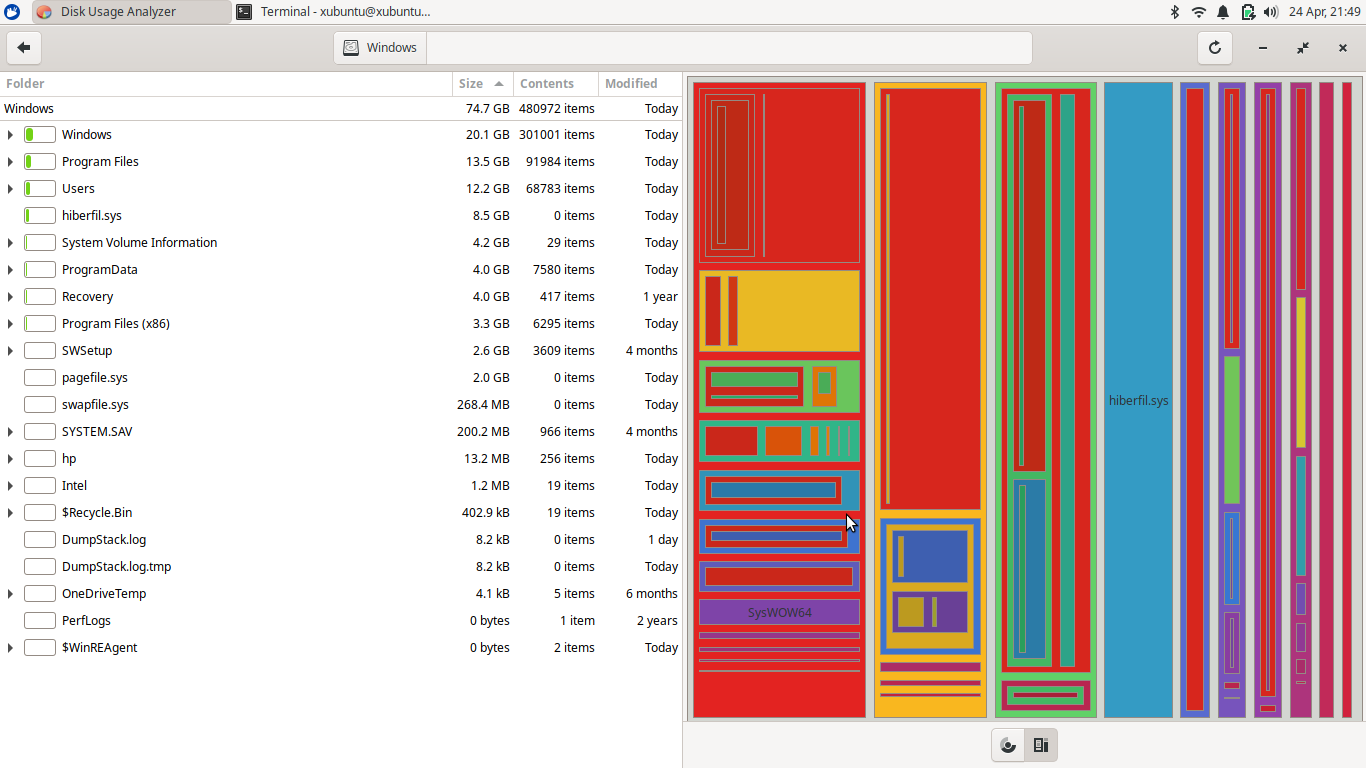 Disk Usage Analyzer Terminal - xubuntu@xubuntu... 24 Apr, 21:49
Windows
Folder Size Contents Modified
Windows 74.7 GB 480972 items Today
Windows 20.1 GB 301001 items Today
Program Files 13.5 GB 91984 items Today
Users 12.2 GB 68783 items Today
hiberfil.sys 8.5 GB 0 items Today
System Volume Information 4.2 GB 29 items Today
ProgramData 4.0 GB 7580 items Today
Recovery 4.0 GB 417 items 1 year
Program Files (x86) 3.3 GB 6295 items Today
SWSetup 2.6 GB 3609 items 4 months
pagefile.sys 2.0 GB 0 items Today
swapfile.sys 268.4 MB 0 items Today
SYSTEM.SAV 200.2 MB 966 items 4 months
hp 13.2 MB 256 items Today
Intel 1.2 MB 19 items Today
$Recycle.Bin 402.9 kB 19 items Today
DumpStack.log 8.2 kB 0 items 1 day
DumpStack.log.tmp 8.2 kB 0 items Today
OneDriveTemp 4.1 kB 5 items 6 months
PerfLogs 0 bytes 1 item 2 years
$WinREAgent 0 bytes 2 items Today
hiberfil.sys
SysWOW64